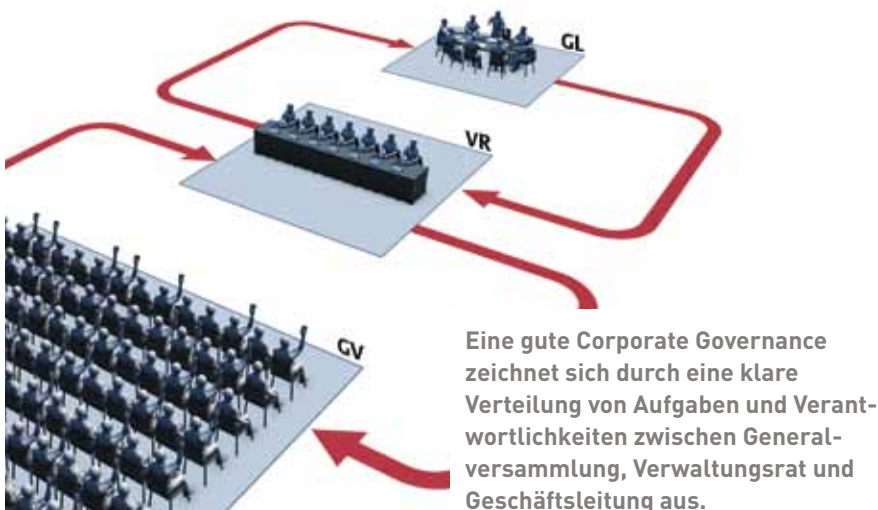 GL
VR
GV
Eine gute Corporate Governance
zeichnet sich durch eine klare
Verteilung von Aufgaben und Verant-
wortlichkeiten zwischen General-
versammlung, Verwaltungsrat und
Geschäftsleitung aus.